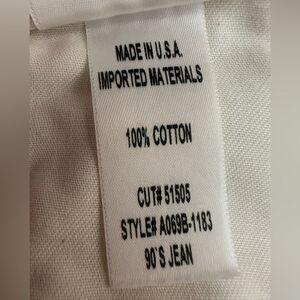 MADE IN U.S.A.
IMPORTED MATERIALS
100% COTTON
CUT# 51505
STYLE# A069B-1183
90`S JEAN